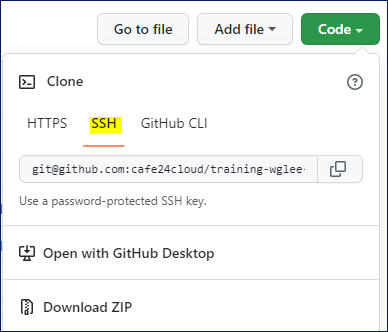 Go to file Add file Code
Clone
HTTPS SSH GitHub CLI
git@github.com:cafe24cloud/training-wglee-
Use a password-protected SSH key.
Open with GitHub Desktop
Download ZIP